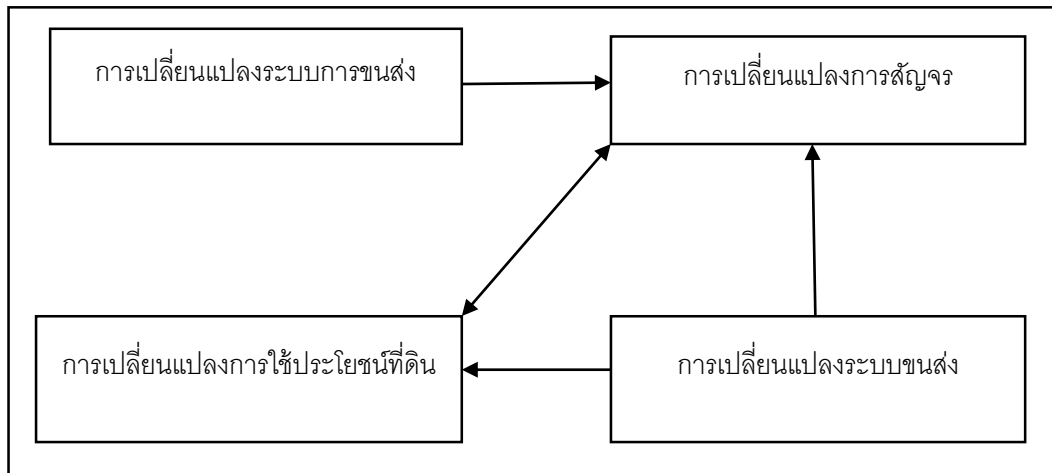 การเปลี่ยนแปลงระบบการขนส่ง
การเปลี่ยนแปลงการสัญจร
การเปลี่ยนแปลงการใช้ประโยชน์ที่ดิน
การเปลี่ยนแปลงระบบขนส่ง